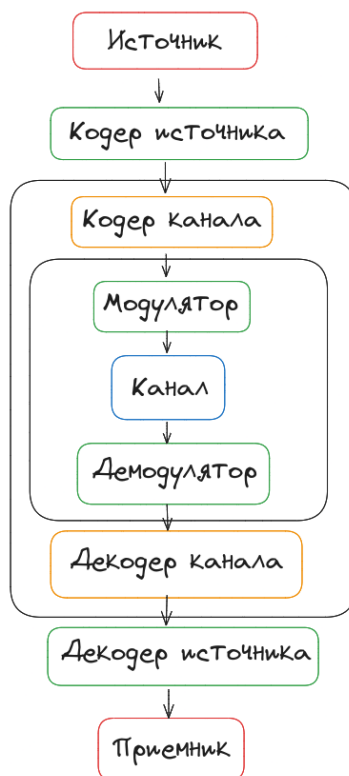 Источник
Кодер источника
Кодер канала
Модулятор
Канал
Демодулятор
Декодер канала
Декодер источника
Приемник